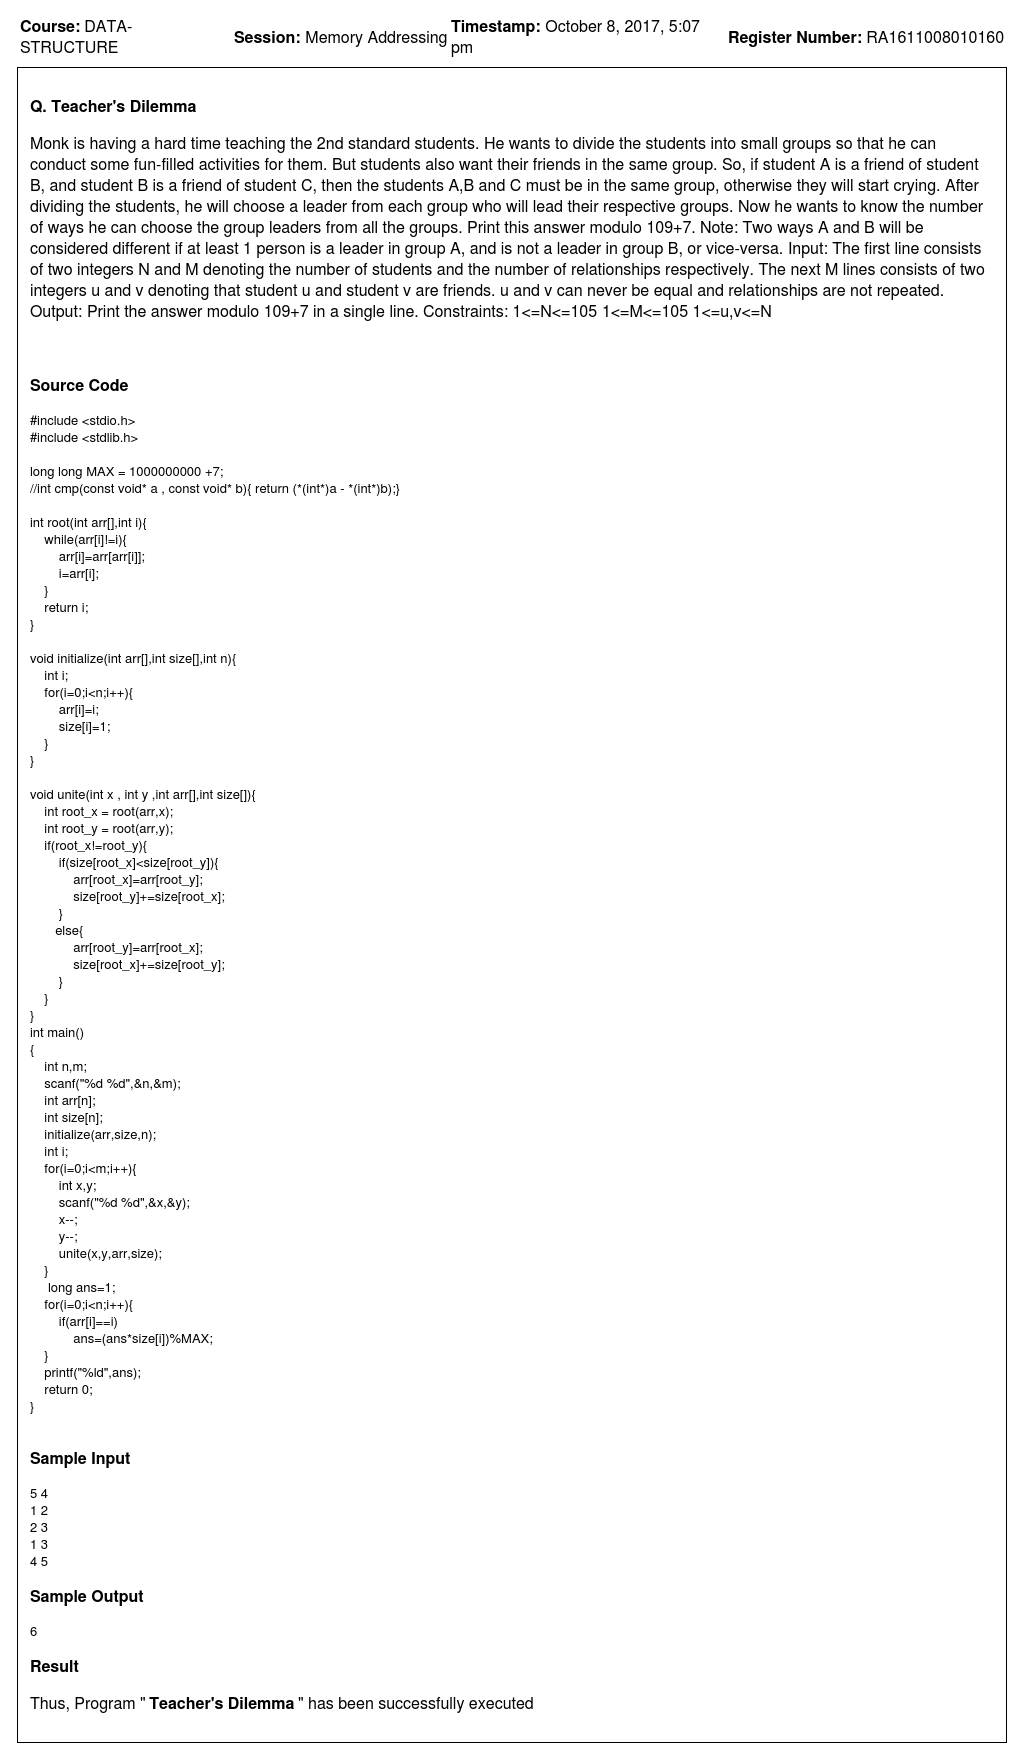 Course: DATA-STRUCTURE
Session: Memory Addressing
Timestamp: October 8, 2017, 5:07 pm
Register Number: RA1611008010160
Q. Teacher's Dilemma
Monk is having a hard time teaching the 2nd standard students. He wants to divide the students into small groups so that he can
conduct some fun-filled activities for them. But students also want their friends in the same group. So, if student A is a friend of student
B, and student B is a friend of student C, then the students A,B and C must be in the same group, otherwise they will start crying. After
dividing the students, he will choose a leader from each group who will lead their respective groups. Now he wants to know the number
of ways he can choose the group leaders from all the groups. Print this answer modulo 109+7. Note: Two ways A and B will be
considered different if at least 1 person is a leader in group A, and is not a leader in group B, or vice-versa. Input: The first line consists
of two integers N and M denoting the number of students and the number of relationships respectively. The next M lines consists of two
integers u and v denoting that student u and student v are friends. u and v can never be equal and relationships are not repeated.
Output: Print the answer modulo 109+7 in a single line. Constraints: 1<=N<=105 1<=M<=105 1<=u,v<=N
Source Code
#include <stdio.h>
#include <stdlib.h>
long long MAX = 1000000000 +7;
//int cmp(const void* a , const void* b){ return (*(int*)a - *(int*)b);}
int root(int arr[],int i){
while(arr[i]!=i){
arr[i]=arr[arr[i]];
i=arr[i];
}
return i;
}
void initialize(int arr[],int size[],int n){
int i;
for(i=0;i<n;i++){
arr[i]=i;
size[i]=1;
}
}
void unite(int x , int y ,int arr[],int size[]){
int root_x = root(arr,x);
int root_y = root(arr,y);
if(root_x!=root_y){
if(size[root_x]<size[root_y]){
arr[root_x]=arr[root_y];
size[root_y]+=size[root_x];
}
else{
arr[root_y]=arr[root_x];
size[root_x]+=size[root_y];
}
}
}
int main()
{
int n,m;
scanf("%d %d",&n,&m);
int arr[n];
int size[n];
initialize(arr,size,n);
int i;
for(i=0;i<m;i++){
int x,y;
scanf("%d %d",&x,&y);
x--;
y--;
unite(x,y,arr,size);
}
long ans=1;
for(i=0;i<n;i++){
if(arr[i]==i)
ans=(ans*size[i])%MAX;
}
printf("%ld",ans);
return 0;
}
Sample Input
5 4
1 2
2 3
1 3
4 5
Sample Output
6
Result
Thus, Program " Teacher's Dilemma " has been successfully executed